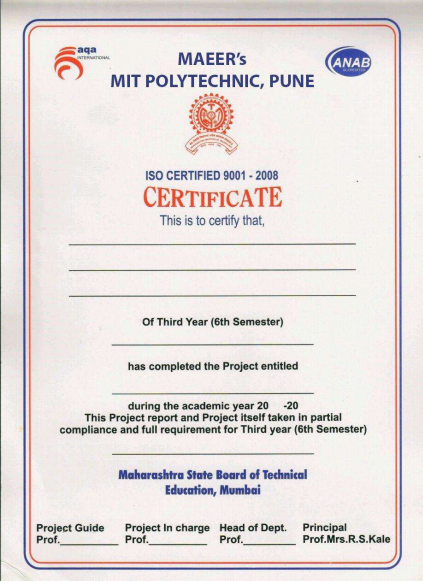 aqa
INTERNATIONAL
ANAB
ACCREDITED
MAEER's
MIT POLYTECHNIC, PUNE
ISO CERTIFIED 9001 - 2008
CERTIFICATE
This is to certify that,
Of Third Year (6th Semester)
has completed the Project entitled
during the academic year 20 -20
This Project report and Project itself taken in partial
compliance and full requirement for Third year (6th Semester)
Maharashtra State Board of Technical
Education, Mumbai
Project Guide Project In charge Head of Dept. Principal
Prof.__________ Prof.__________ Prof.__________ Prof.Mrs.R.S.Kale